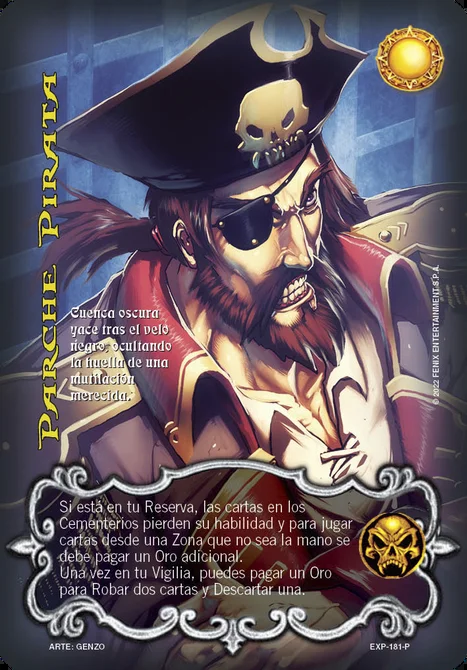 PARCHE PIRATA
Cuenca oscura
yace tras el velo
negro, ocultando
la huella de una
mutilación
merecida.
© 2022 FENIX ENTERTAINMENT S.P.A.
Si está en tu Reserva, las cartas en los
Cementerios pierden su habilidad y para jugar
cartas desde una Zona que no sea la mano se
debe pagar un Oro adicional.
Una vez en tu Vigilia, puedes pagar un Oro
para Robar dos cartas y Descartar una.
ARTE: GENZO
EXP-181-P